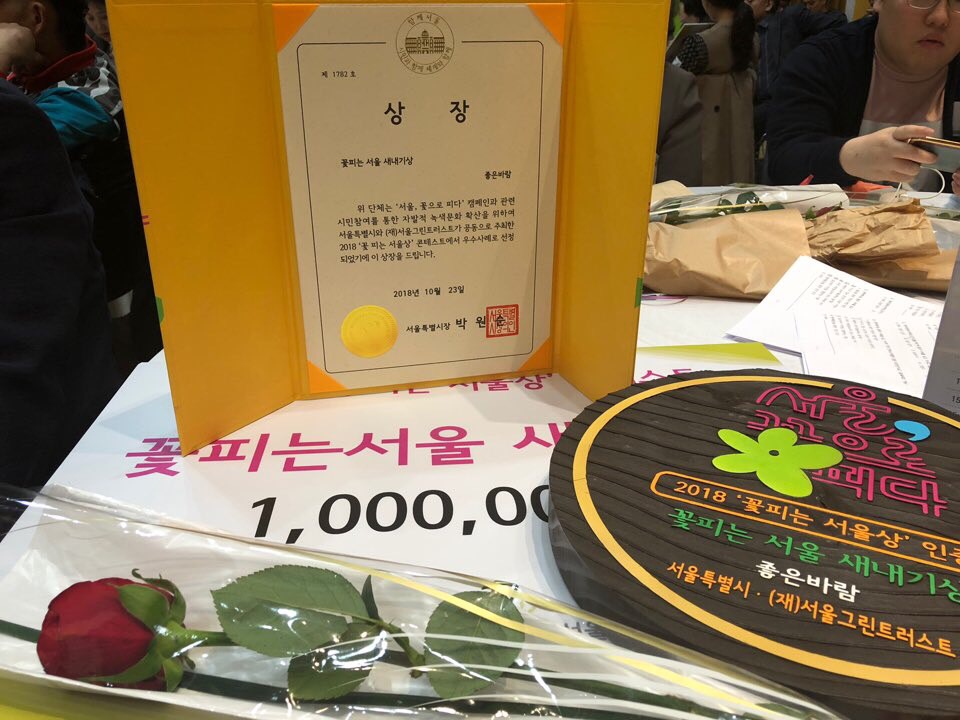 함께서울
제 1782 호
상 장
꽃피는 서울 새내기상
좋은바람
위 단체는 ‘서울, 꽃으로 피다’ 캠페인과 관련
시민참여를 통한 자발적 녹색문화 확산을 위하여
서울특별시와 (재)서울그린트러스트가 공동으로 주최한
2018 ‘꽃 피는 서울상’ 콘테스트에서 우수사례로 선정
되었기에 이 상장을 드립니다.
2018년 10월 23일
서울특별시장 박 원 순
서울상’
꽃피는서울 새
1,000,00
서울,
꽃으로
피다
2018 ‘꽃피는 서울상’ 인증
꽃피는 서울 새내기상
좋은바람
서울특별시 · (재)서울그린트러스트